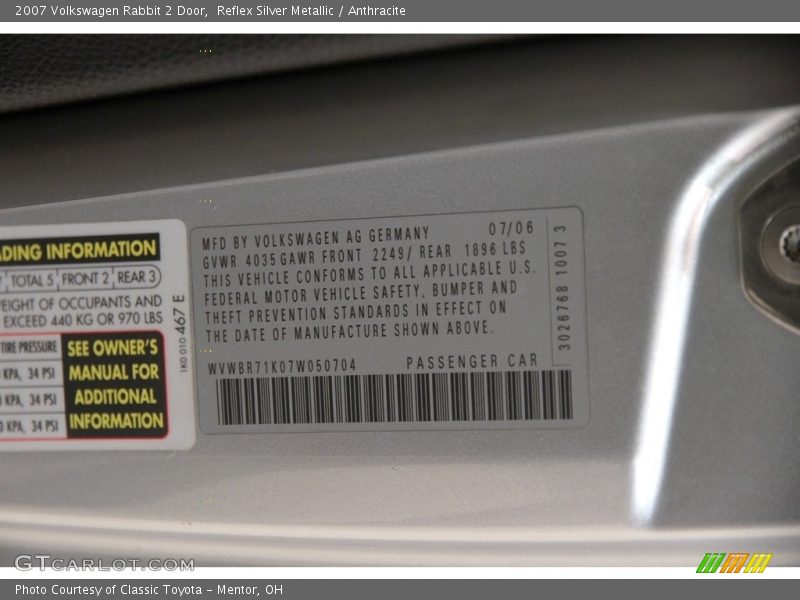 2007 Volkswagen Rabbit 2 Door,  Reflex Silver Metallic / Anthracite
ADING INFORMATION
TOTAL 5 FRONT 2 REAR 3
EIGHT OF OCCUPANTS AND
EXCEED 440 KG OR 970 LBS
TIRE PRESSURE
KPA, 34 PSI
KPA, 34 PSI
KPA, 34 PSI
SEE OWNER'S
MANUAL FOR
ADDITIONAL
INFORMATION
1K0 010 467 E
MFD BY VOLKSWAGEN AG GERMANY 07/06
GVWR 4035 GAWR FRONT 2249/ REAR 1896 LBS
THIS VEHICLE CONFORMS TO ALL APPLICABLE U.S.
FEDERAL MOTOR VEHICLE SAFETY, BUMPER AND
THEFT PREVENTION STANDARDS IN EFFECT ON
THE DATE OF MANUFACTURE SHOWN ABOVE.
WVWBR71K07W050704 PASSENGER CAR
3026768 1007 3
GTCARLOT.COM
Photo Courtesy of Classic Toyota - Mentor, OH